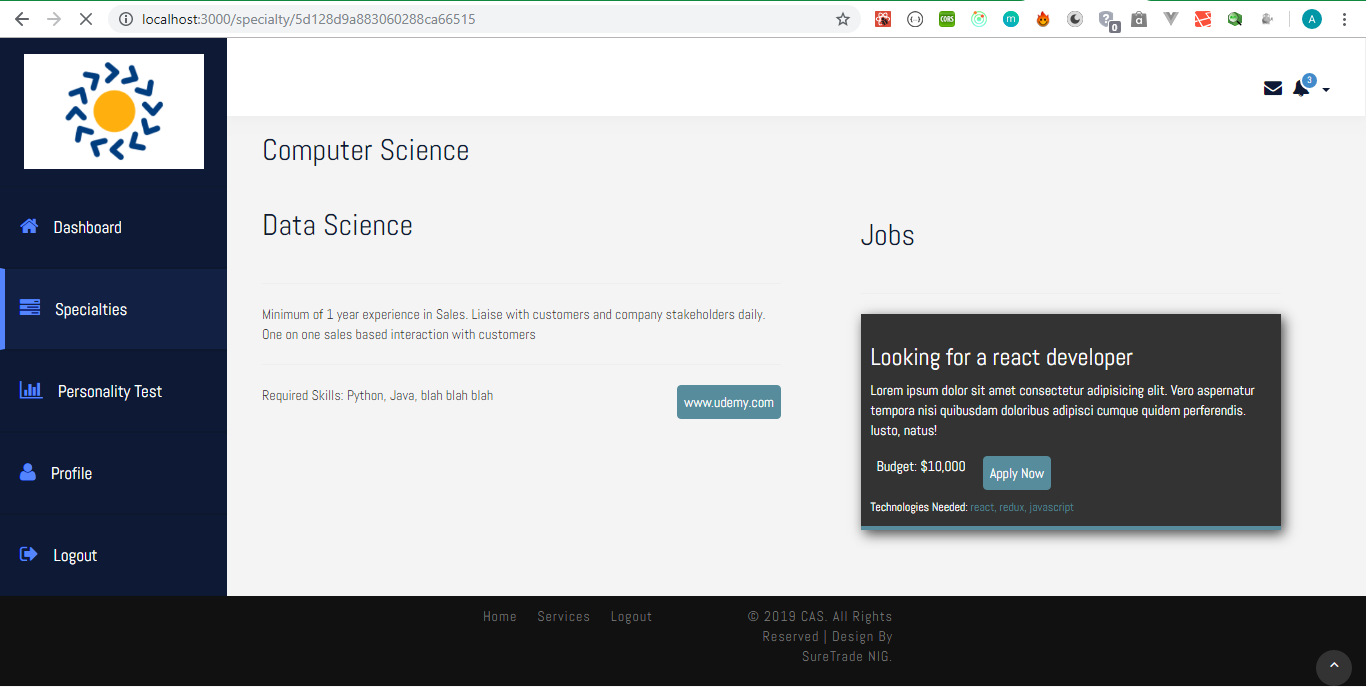 localhost:3000/specialty/5d128d9a883060288ca66515
CORS
m
0
a
A
3
Computer Science
Dashboard
Data Science
Jobs
Specialties
Minimum of 1 year experience in Sales. Liaise with customers and company stakeholders daily.
One on one sales based interaction with customers
Looking for a react developer
Personality Test
Required Skills: Python, Java, blah blah blah
www.udemy.com
Lorem ipsum dolor sit amet consectetur adipisicing elit. Vero aspernatur
tempora nisi quibusdam doloribus adipisci cumque quidem perferendis.
Iusto, natus!
Profile
Budget: $10,000
Apply Now
Technologies Needed: react, redux, javascript
Logout
Home Services Logout
© 2019 CAS. All Rights
Reserved | Design By
SureTrade NIG.